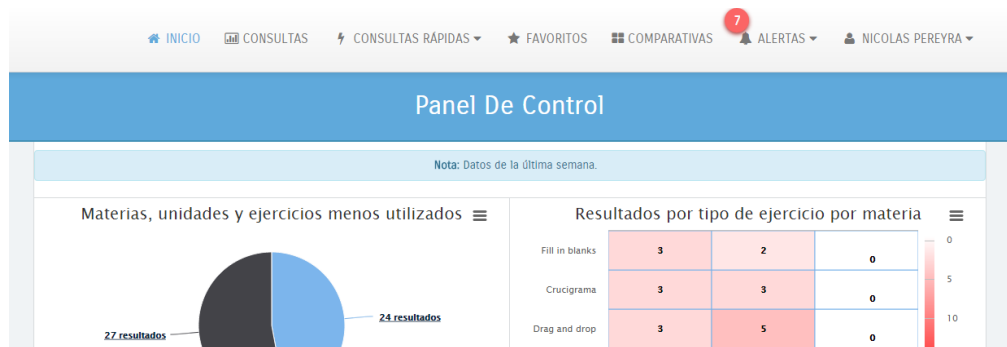 7
INICIO CONSULTAS CONSULTAS RÁPIDAS FAVORITOS COMPARATIVAS ALERTAS NICOLAS PEREYRA
Panel De Control
Nota: Datos de la última semana.
Materias, unidades y ejercicios menos utilizados
24 resultados
27 resultados
Resultados por tipo de ejercicio por materia
Fill in blanks 3 2 0
Crucigrama 3 3 0
Drag and drop 3 5 0
0
5
10